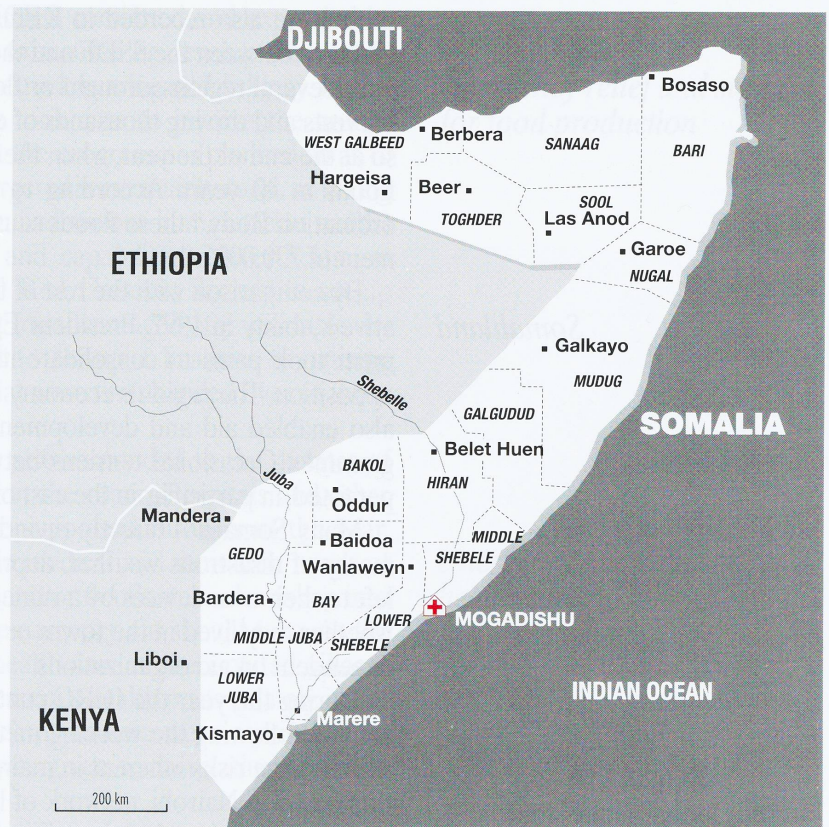 DJIBOUTI
Bosaso
Berbera
WEST GALBEED
SANAAG
BARI
Hargeisa
Beer
SOOL
TOGHDER
Las Anod
Garoe
ETHIOPIA
NUGAL
Galkayo
MUDUG
Shebelle
GALGUDUD
SOMALIA
Belet Huen
BAKOL
Juba
HIRAN
Oddur
Mandera
MIDDLE
SHEBELE
Baidoa
GEDO
Wanlaweyn
Bardera
BAY
LOWER
SHEBELE
MOGADISHU
MIDDLE JUBA
Liboi
LOWER
JUBA
INDIAN OCEAN
KENYA
Marere
Kismayo
200 km